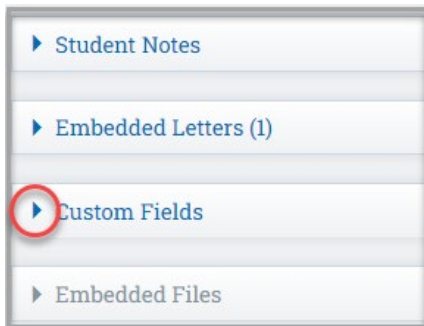 Student Notes
Embedded Letters (1)
Custom Fields
Embedded Files